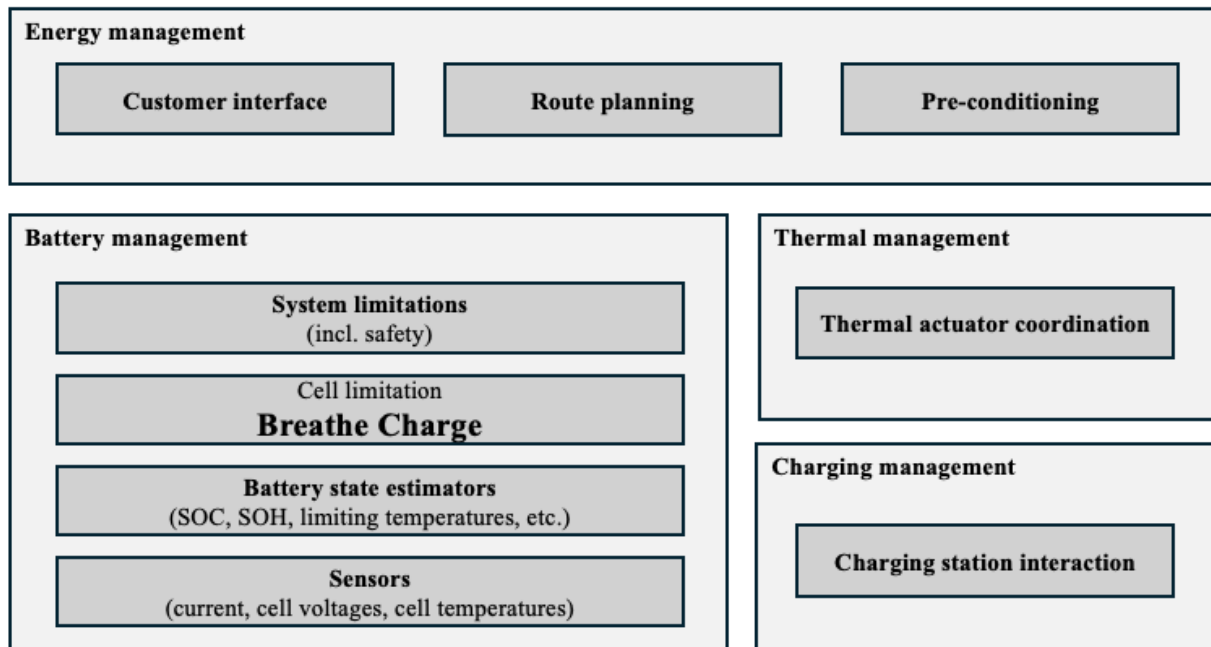 Energy management
Customer interface
Route planning
Pre-conditioning
Battery management
System limitations
(incl. safety)
Cell limitation
Breathe Charge
Battery state estimators
(SOC, SOH, limiting temperatures, etc.)
Sensors
(current, cell voltages, cell temperatures)
Thermal management
Thermal actuator coordination
Charging management
Charging station interaction